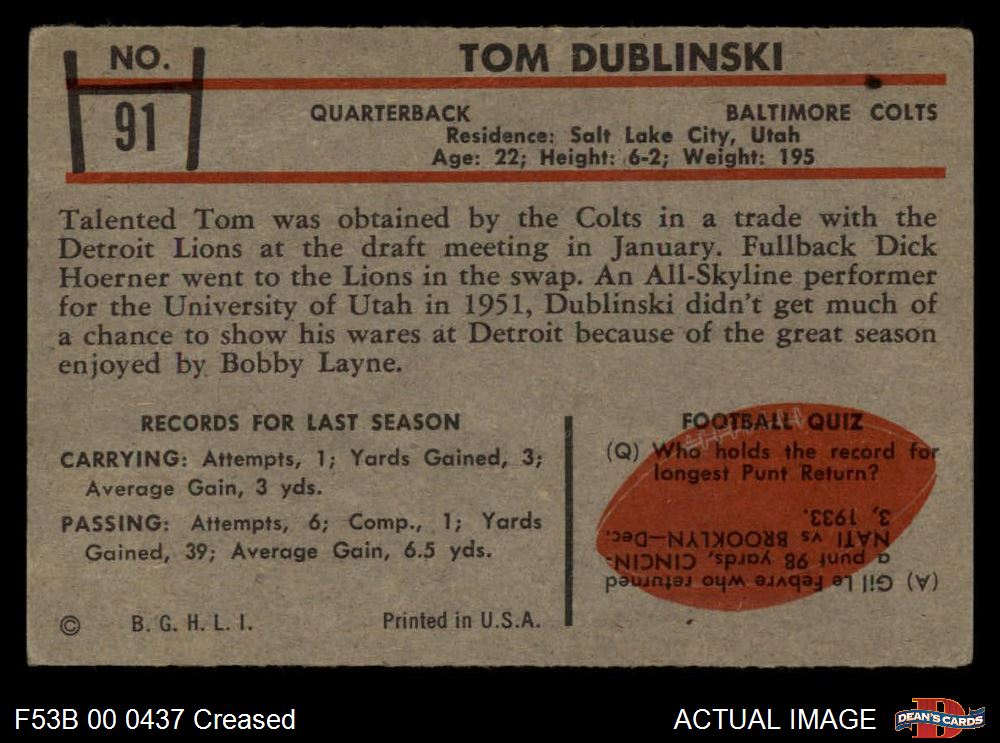 NO.
91
TOM DUBLINSKI
QUARTERBACK BALTIMORE COLTS
Residence: Salt Lake City, Utah
Age: 22; Height: 6-2; Weight: 195
Talented Tom was obtained by the Colts in a trade with the
Detroit Lions at the draft meeting in January. Fullback Dick
Hoerner went to the Lions in the swap. An All-Skyline performer
for the University of Utah in 1951, Dublinski didn't get much of
a chance to show his wares at Detroit because of the great season
enjoyed by Bobby Layne.
RECORDS FOR LAST SEASON
CARRYING: Attempts, 1; Yards Gained, 3;
Average Gain, 3 yds.
PASSING: Attempts, 6; Comp., 1; Yards
Gained, 39; Average Gain, 6.5 yds.
© B. G. H. L. I. Printed in U.S.A.
FOOTBALL QUIZ
(Q) Who holds the record for
longest Punt Return?
(A) Gil Le Febvre who returned
a punt 98 yards, CINCIN-
NATI vs BROOKLYN—Dec.
3, 1933.
F53B 00 0437 Creased
ACTUAL IMAGE
D
DEAN'S CARDS